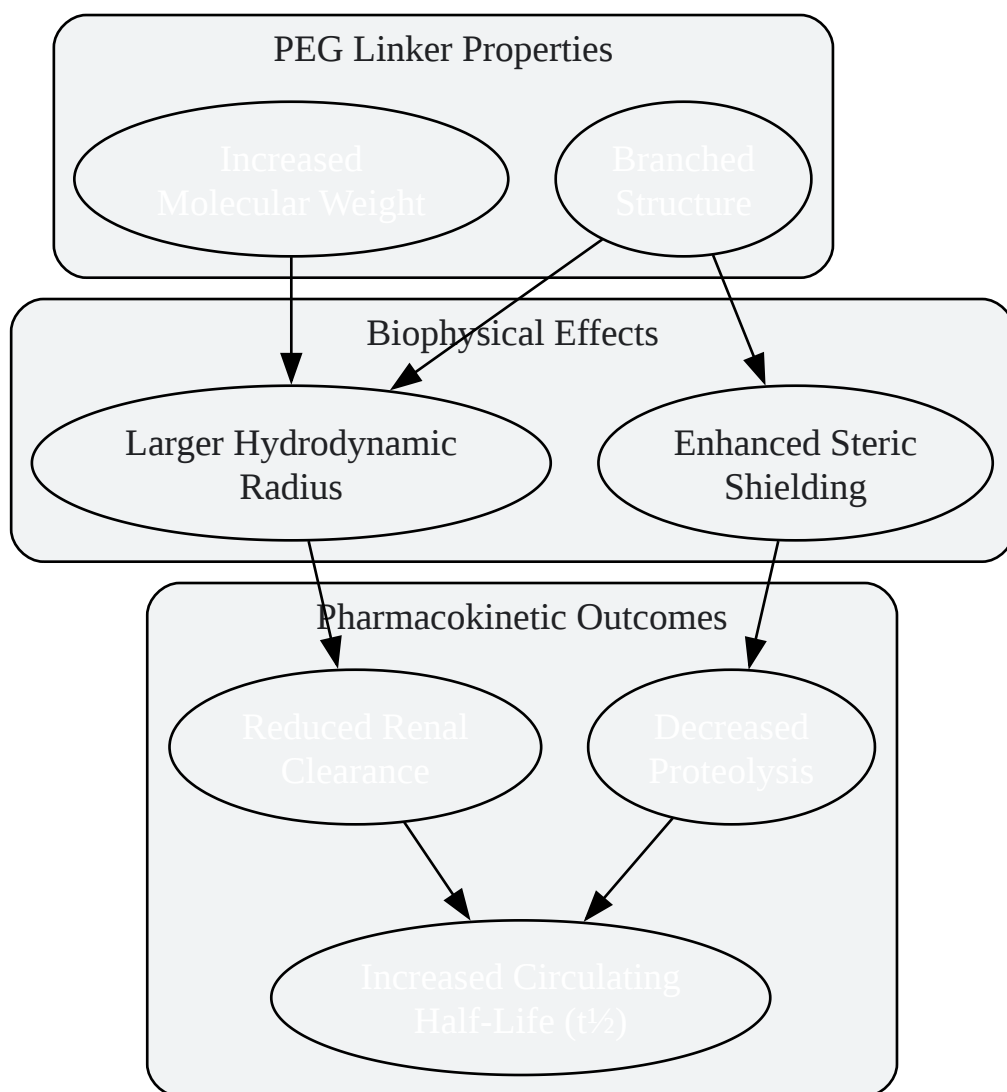 PEG Linker Properties
Increased
Molecular Weight
Branched
Structure
Biophysical Effects
Larger Hydrodynamic
Radius
Enhanced Steric
Shielding
Pharmacokinetic Outcomes
Reduced Renal
Clearance
Decreased
Proteolysis
Increased Circulating
Half-Life (t½)